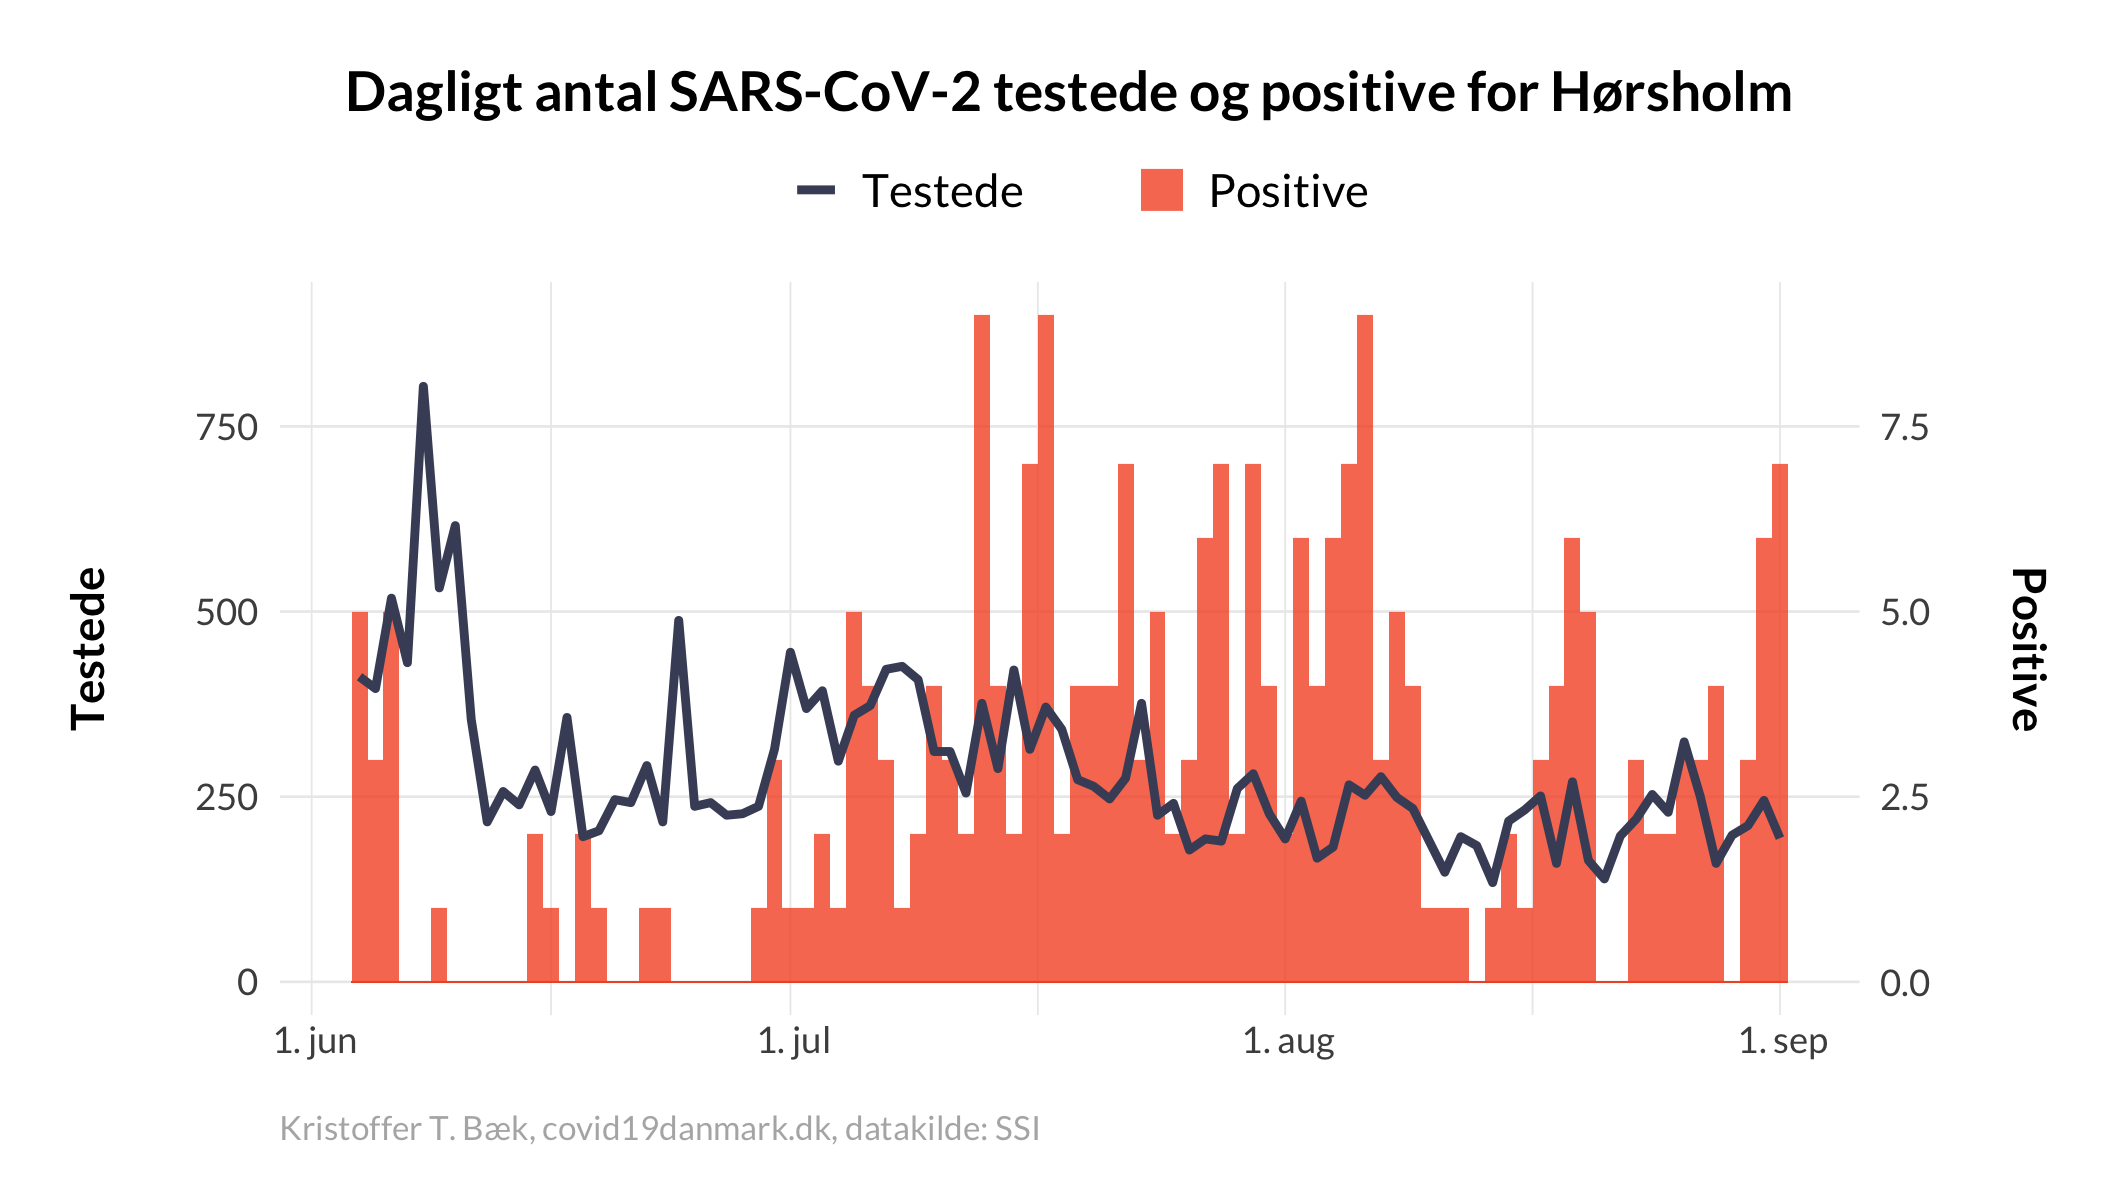 Dagligt antal SARS-CoV-2 testede og positive for Hørsholm
Testede
Positive
750
500
250
0
Testede
7.5
5.0
2.5
0.0
Positive
1. jun
1. jul
1. aug
1. sep
Kristoffer T. Bæk, covid19danmark.dk, datakilde: SSI